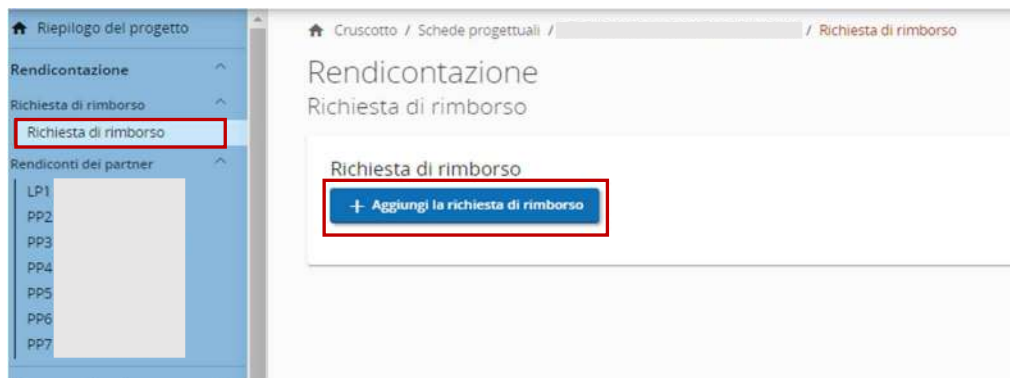 Riepilogo del progetto
Rendicontazione
Richiesta di rimborso
Richiesta di rimborso
Rendiconti dei partner
LP1
PP2
PP3
PP4
PP5
PP6
PP7
Cruscotto / Schede progettuali / / Richiesta di rimborso
Rendicontazione
Richiesta di rimborso
Richiesta di rimborso
+ Aggiungi la richiesta di rimborso